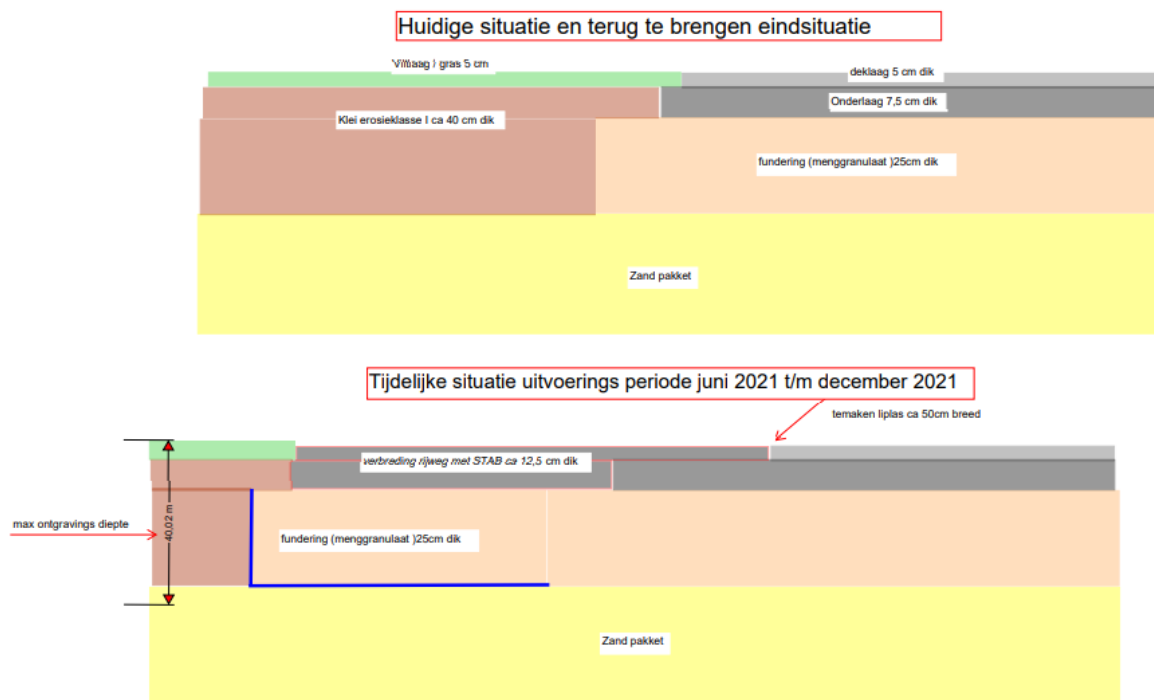 Huidige situatie en terug te brengen eindsituatie
gras 5 cm
deklaag 5 cm dik
Onderlaag 7,5 cm dik
Klei erosieklasse I ca 40 cm dik
fundering (menggranulaat )25cm dik
Zand pakket
Tijdelijke situatie uitvoerings periode juni 2021 t/m december 2021
temaken liplas ca 50cm breed
verbreding rijweg met STAB ca 12,5 cm dik
max ontgravings diepte
40,02 m
fundering (menggranulaat )25cm dik
Zand pakket